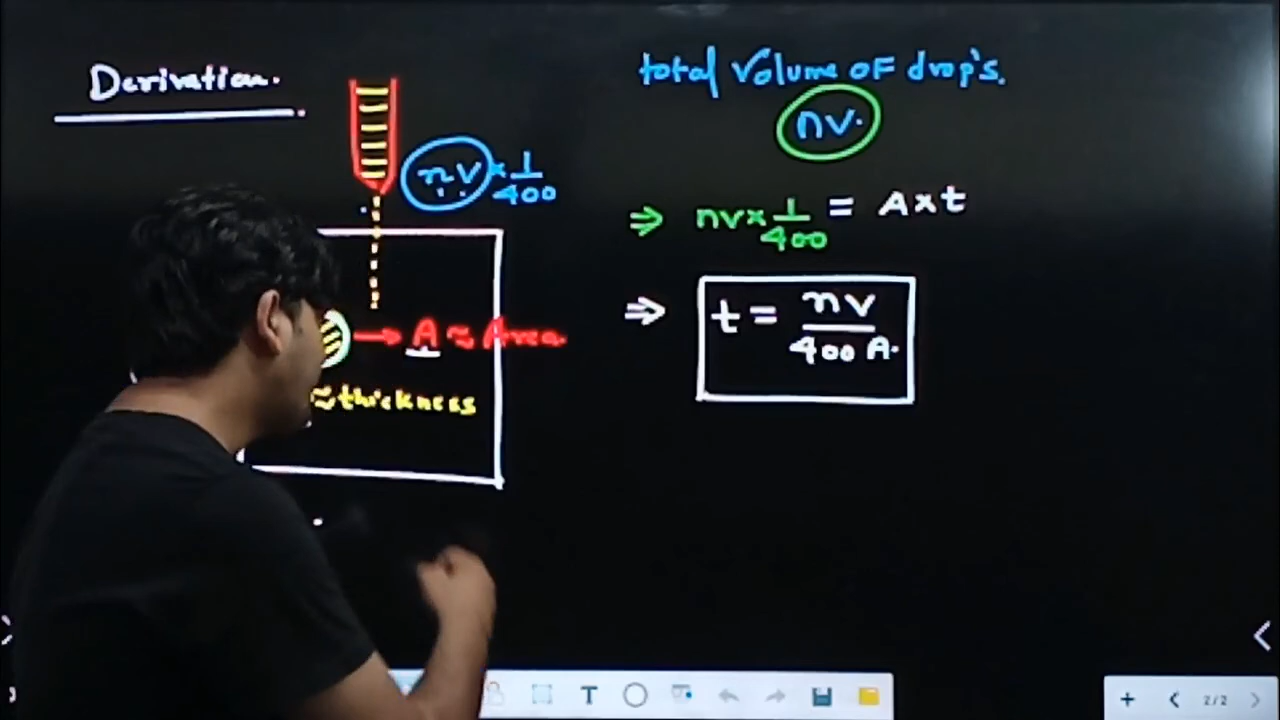 Derivation.
nv × 1/400
A ≈ Area
≈ thickness
total volume of drop's.
nv.
⇒ nv × 1/400 = A × t
⇒ t = nv/400 A.
T
2/2